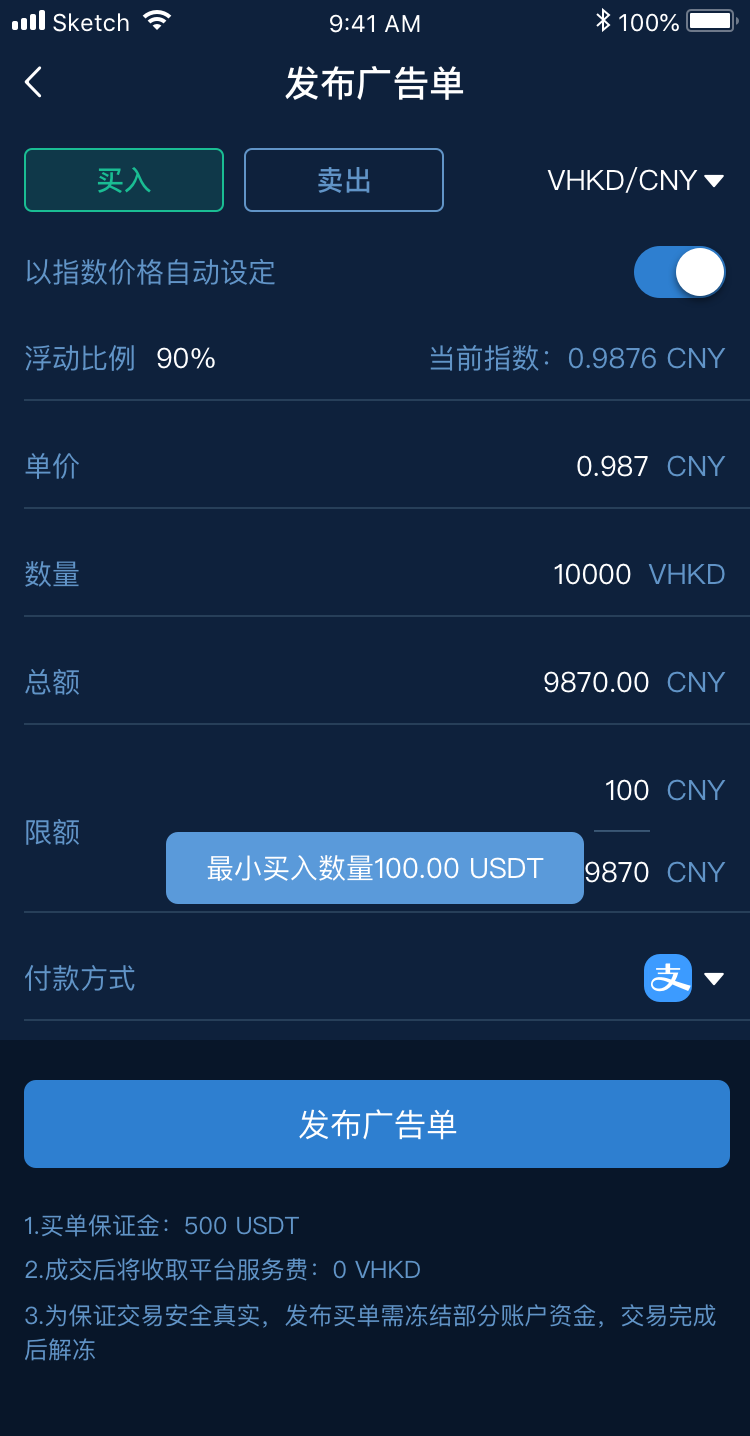 Sketch 9:41 AM 100%
发布广告单
买入 卖出 VHKD/CNY
以指数价格自动设定
浮动比例 90% 当前指数：0.9876 CNY
单价 0.987 CNY
数量 10000 VHKD
总额 9870.00 CNY
100 CNY
限额
最小买入数量100.00 USDT
9870 CNY
付款方式 支
发布广告单
1.买单保证金：500 USDT
2.成交后将收取平台服务费：0 VHKD
3.为保证交易安全真实，发布买单需冻结部分账户资金，交易完成
后解冻